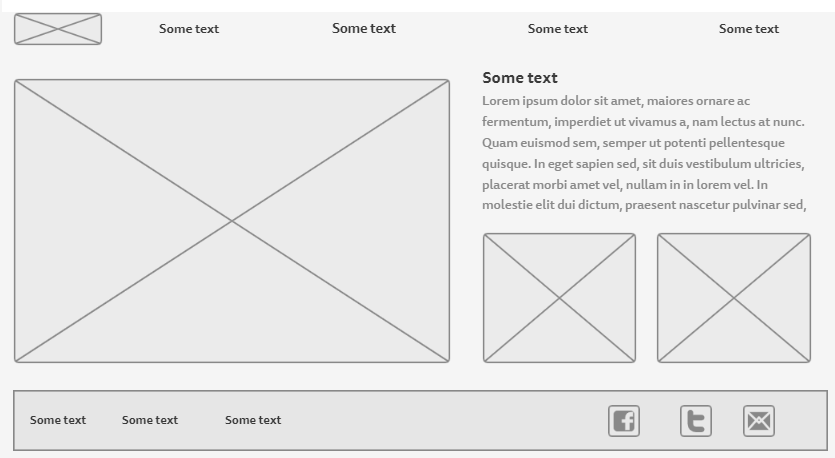 Some text
Some text
Some text
Some text
Some text
Lorem ipsum dolor sit amet, maiores ornare ac
fermentum, imperdiet ut vivamus a, nam lectus at nunc.
Quam euismod sem, semper ut potenti pellentesque
quisque. In eget sapien sed, sit duis vestibulum ultricies,
placerat morbi amet vel, nullam in in lorem vel. In
molestie elit dui dictum, praesent nascetur pulvinar sed,
Some text
Some text
Some text